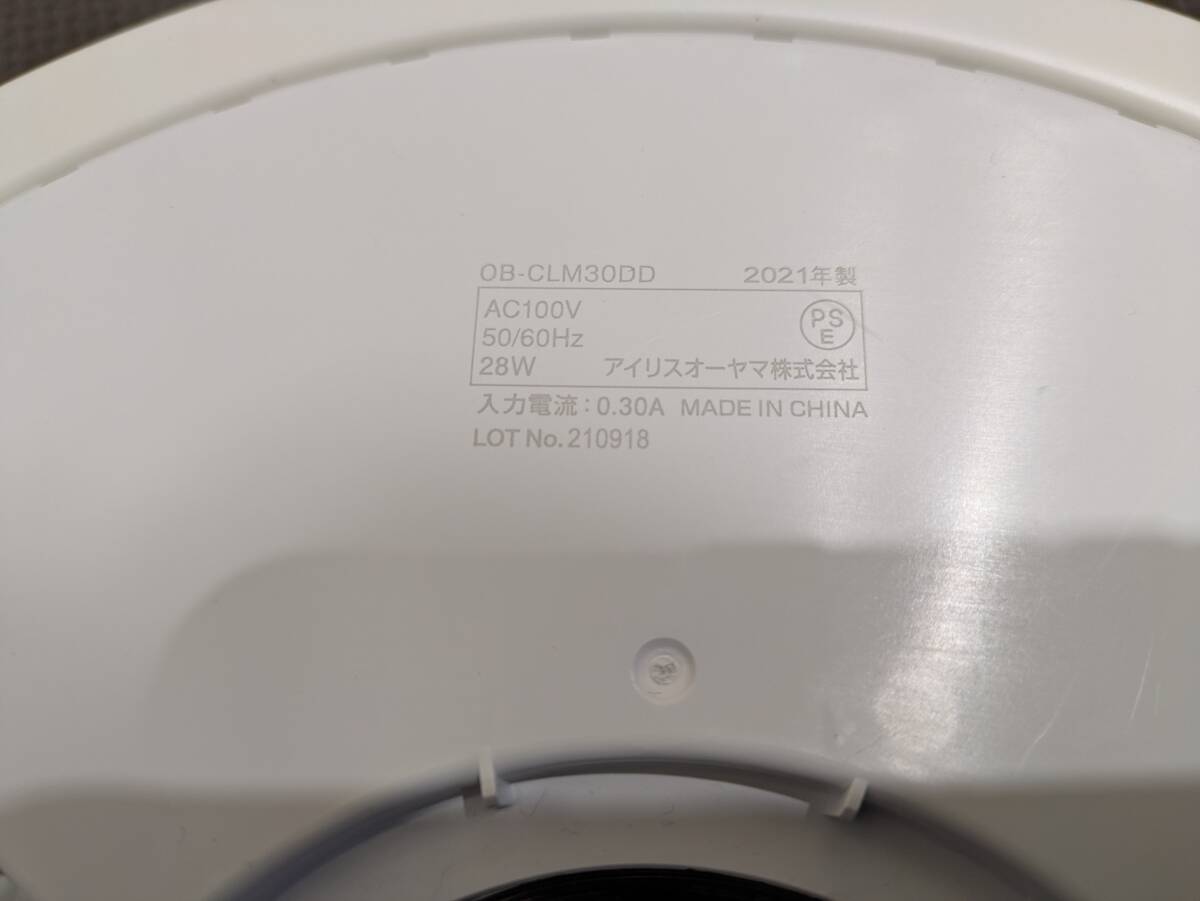 OB-CLM30DD 2021年製
AC100V
50/60Hz
PS
E
28W アイリスオーヤマ株式会社
入力電流：0.30A MADE IN CHINA
LOT No. 210918